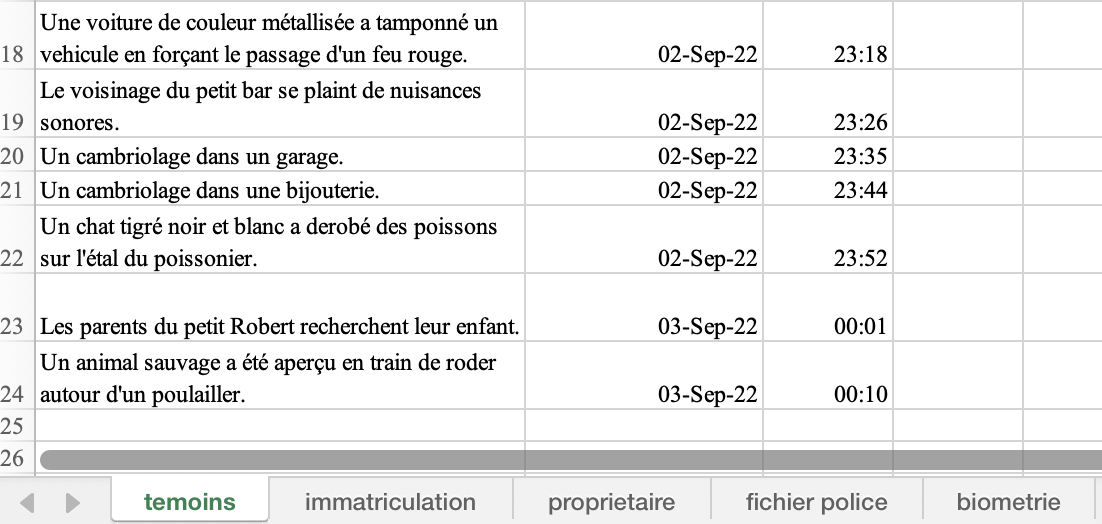 Une voiture de couleur métallisée a tamponné un
18 vehicule en forçant le passage d'un feu rouge. 02-Sep-22 23:18
Le voisinage du petit bar se plaint de nuisances
19 sonores. 02-Sep-22 23:26
20 Un cambriolage dans un garage. 02-Sep-22 23:35
21 Un cambriolage dans une bijouterie. 02-Sep-22 23:44
Un chat tigré noir et blanc a derobé des poissons
22 sur l'étal du poissonier. 02-Sep-22 23:52
23 Les parents du petit Robert recherchent leur enfant. 03-Sep-22 00:01
Un animal sauvage a été aperçu en train de roder
24 autour d'un poulailler. 03-Sep-22 00:10
25
26
temoins immatriculation proprietaire fichier police biometrie